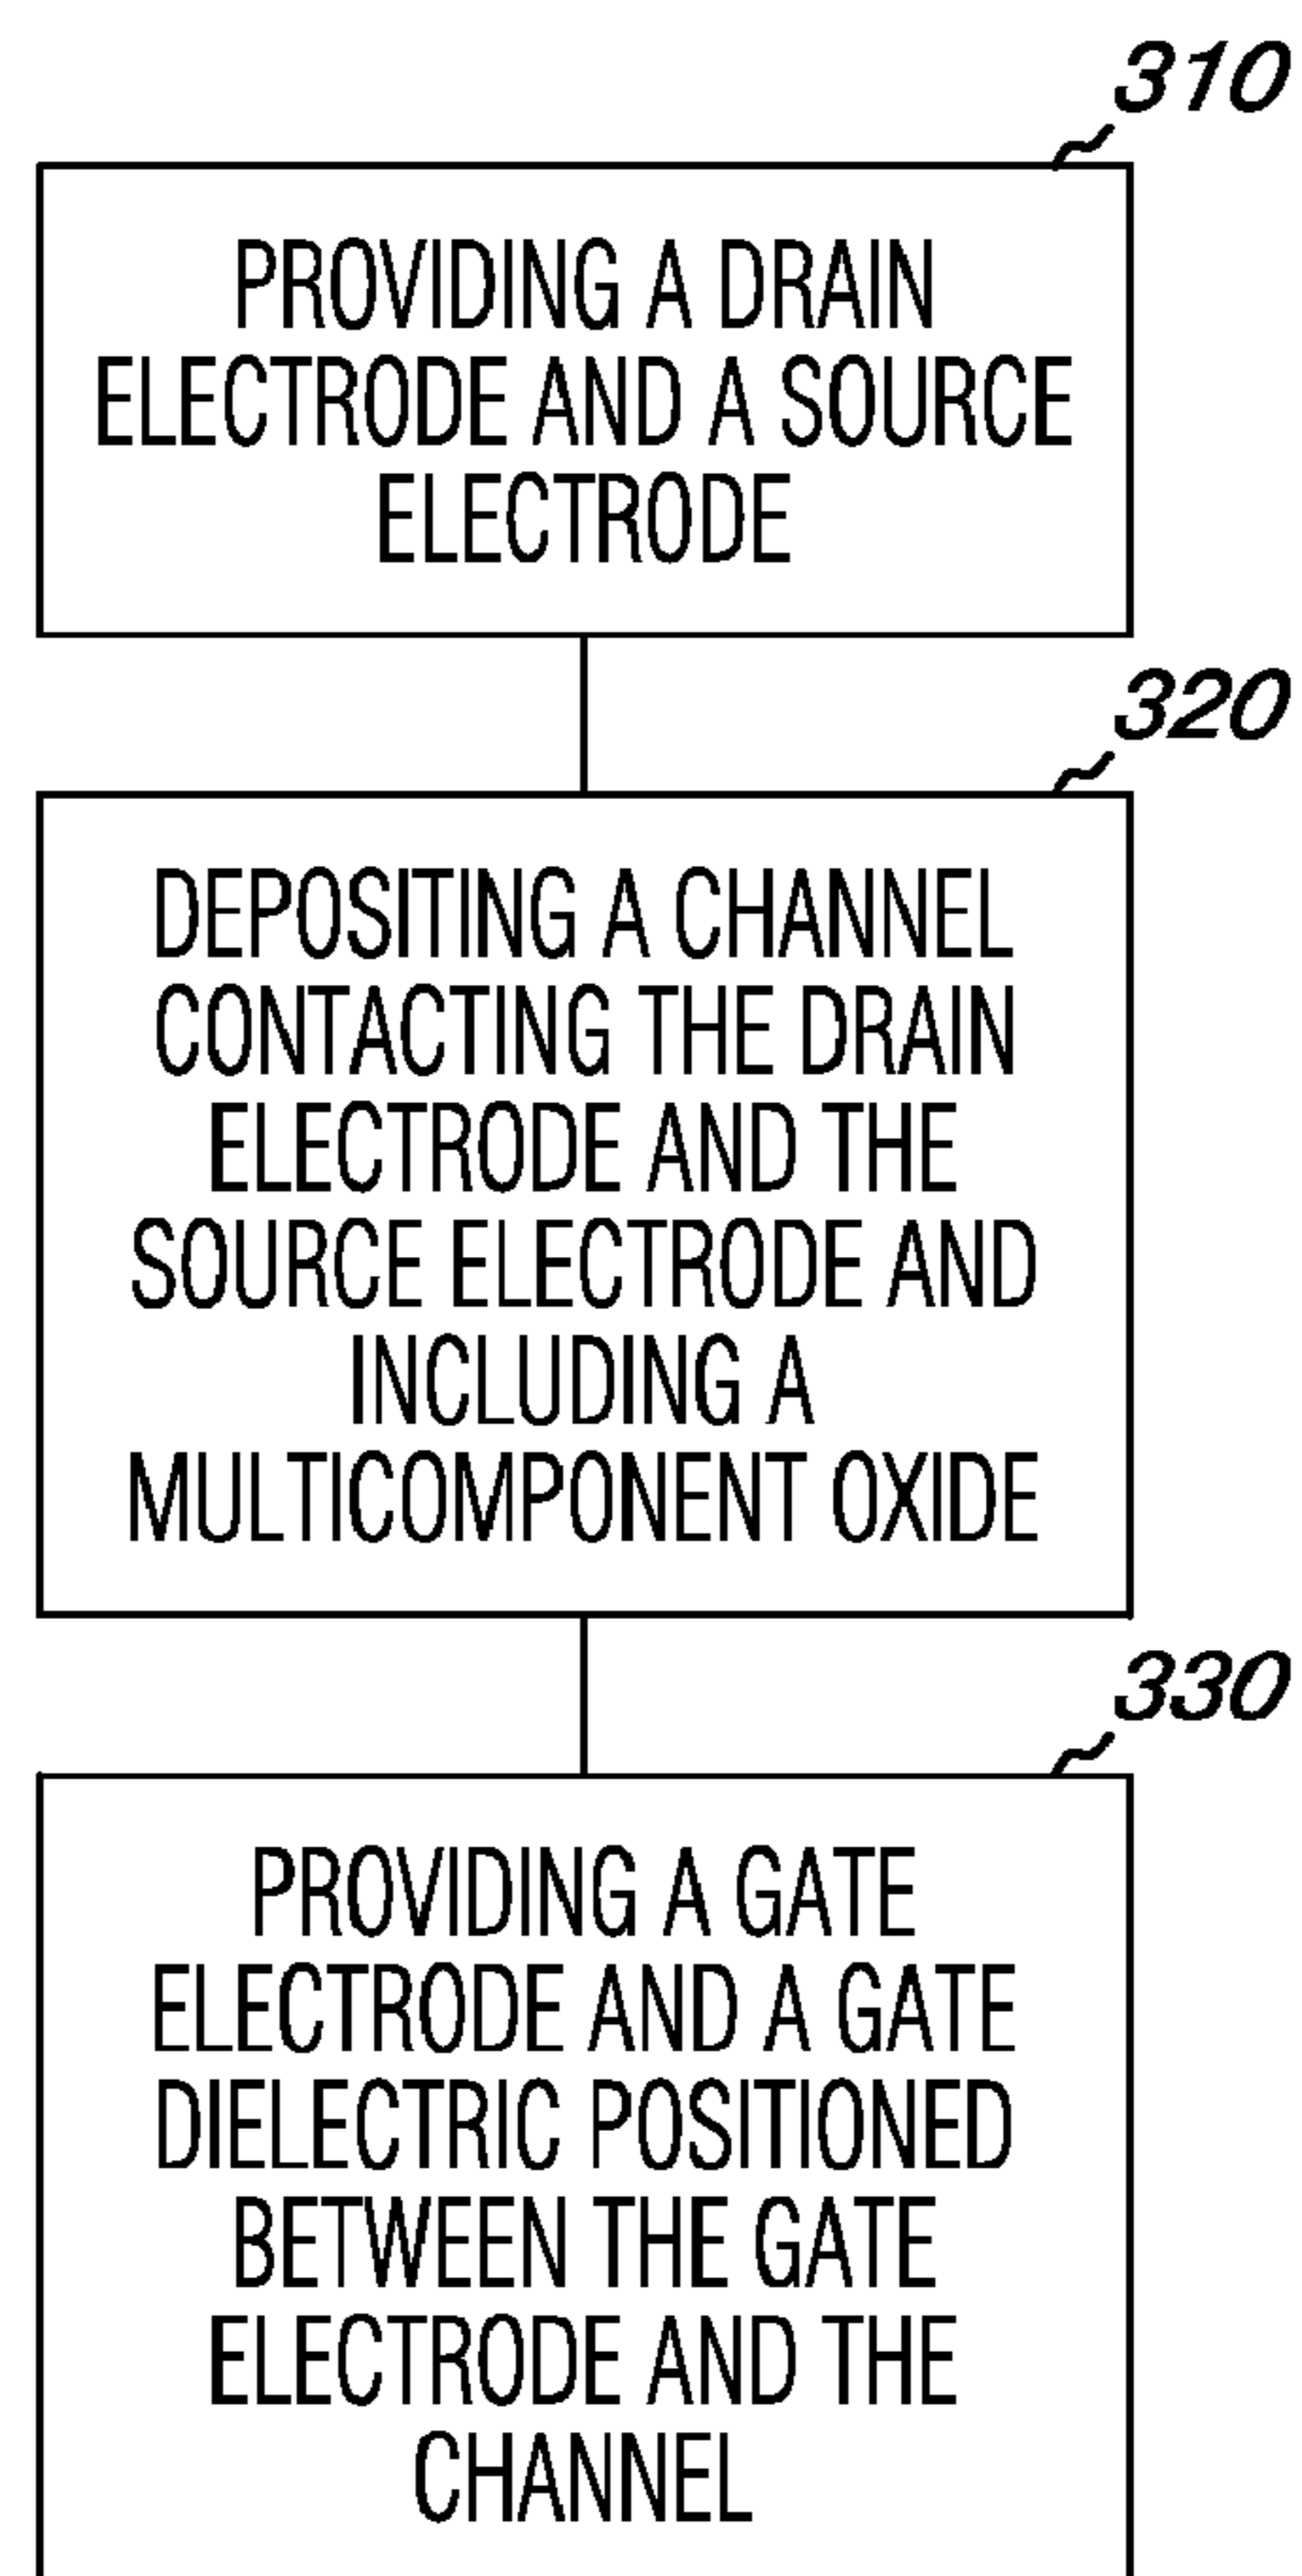 310
PROVIDING A DRAIN
ELECTRODE AND A SOURCE
ELECTRODE
320
DEPOSITING A CHANNEL
CONTACTING THE DRAIN
ELECTRODE AND THE
SOURCE ELECTRODE AND
INCLUDING A
MULTICOMPONENT OXIDE
330
PROVIDING A GATE
ELECTRODE AND A GATE
DIELECTRIC POSITIONED
BETWEEN THE GATE
ELECTRODE AND THE
CHANNEL